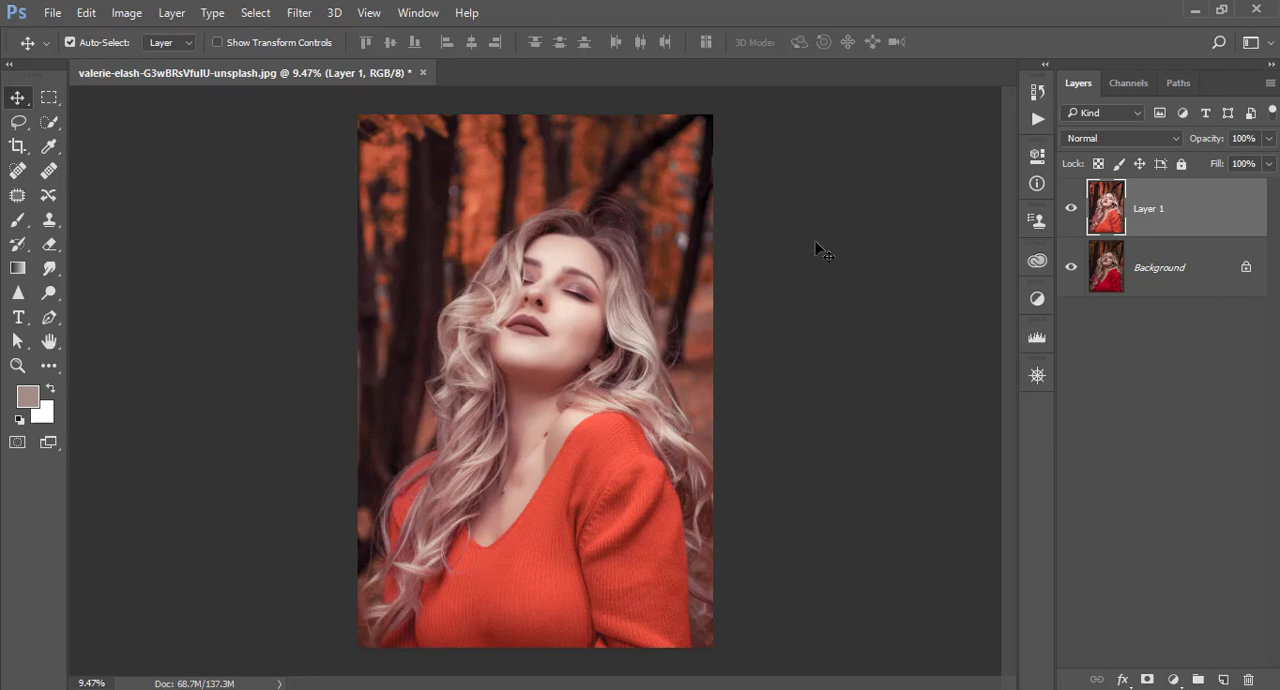 Ps File Edit Image Layer Type Select Filter 3D View Window Help
Auto-Select: Layer Show Transform Controls 3D Mode:
valerie-elash-G3wBRsVfuIU-unsplash.jpg @ 9.47% (Layer 1, RGB/8) * ×
Layers Channels Paths
Kind
Normal Opacity: 100%
Lock: Fill: 100%
Layer 1
Background
9.47% Doc: 68.7M/137.3M